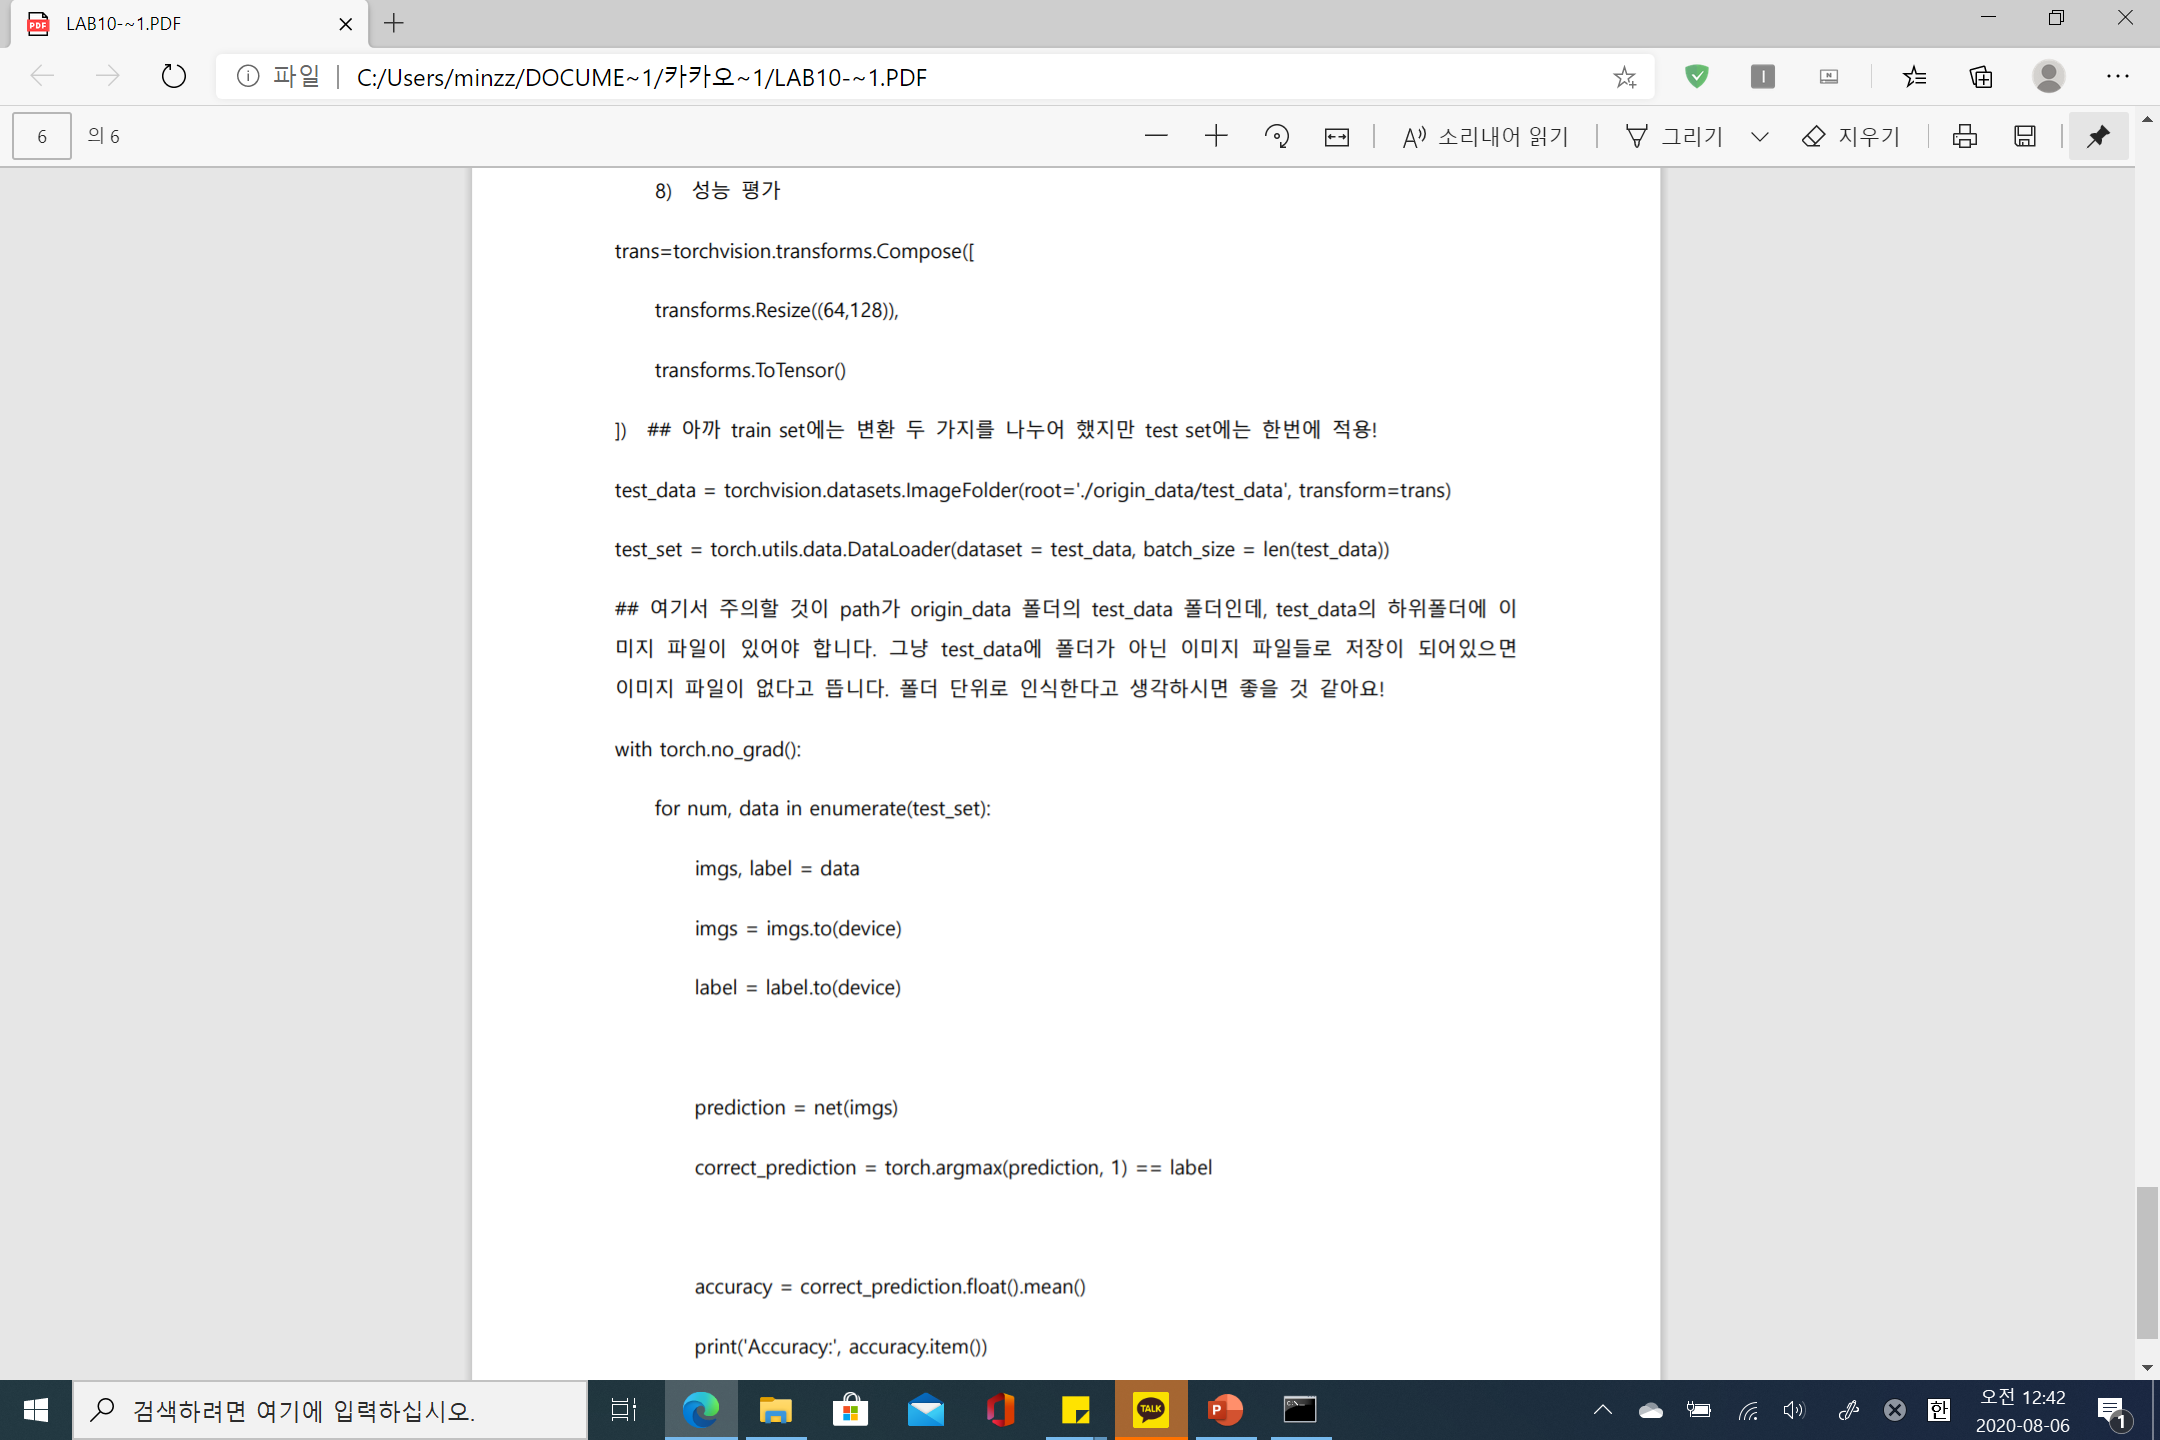 LAB10-~1.PDF
파일
C:/Users/minzz/DOCUME~1/카카오~1/LAB10-~1.PDF
6 의 6
소리내어 읽기
그리기
지우기
8) 성능 평가
trans=torchvision.transforms.Compose([
transforms.Resize((64,128)),
transforms.ToTensor()
]) ## 아까 train set에는 변환 두 가지를 나누어 했지만 test set에는 한번에 적용!
test_data = torchvision.datasets.ImageFolder(root='./origin_data/test_data', transform=trans)
test_set = torch.utils.data.DataLoader(dataset = test_data, batch_size = len(test_data))
## 여기서 주의할 것이 path가 origin_data 폴더의 test_data 폴더인데, test_data의 하위폴더에 이
미지 파일이 있어야 합니다. 그냥 test_data에 폴더가 아닌 이미지 파일들로 저장이 되어있으면
이미지 파일이 없다고 뜹니다. 폴더 단위로 인식한다고 생각하시면 좋을 것 같아요!
with torch.no_grad():
for num, data in enumerate(test_set):
imgs, label = data
imgs = imgs.to(device)
label = label.to(device)
prediction = net(imgs)
correct_prediction = torch.argmax(prediction, 1) == label
accuracy = correct_prediction.float().mean()
print('Accuracy:', accuracy.item())
검색하려면 여기에 입력하십시오.
TALK
한
오전 12:42
2020-08-06
1